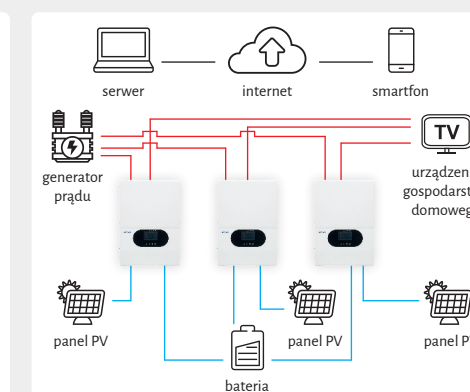 serwer
internet
smartfon
TV
generator
prądu
urządzen
gospodarst
domoweg
panel PV
panel PV
panel P
bateria